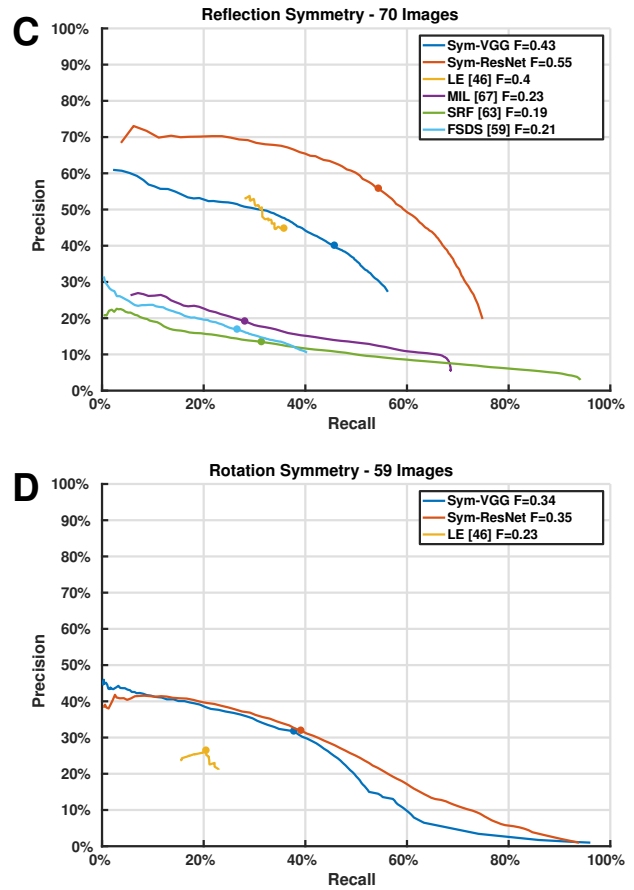 C
Reflection Symmetry - 70 Images
100%
90%
80%
70%
60%
50%
40%
30%
20%
10%
0%
Precision
Sym-VGG F=0.43
Sym-ResNet F=0.55
LE [46] F=0.4
MIL [67] F=0.23
SRF [63] F=0.19
FSDS [59] F=0.21
0% 20% 40% 60% 80% 100%
Recall
D
Rotation Symmetry - 59 Images
100%
90%
80%
70%
60%
50%
40%
30%
20%
10%
0%
Precision
Sym-VGG F=0.34
Sym-ResNet F=0.35
LE [46] F=0.23
0% 20% 40% 60% 80% 100%
Recall